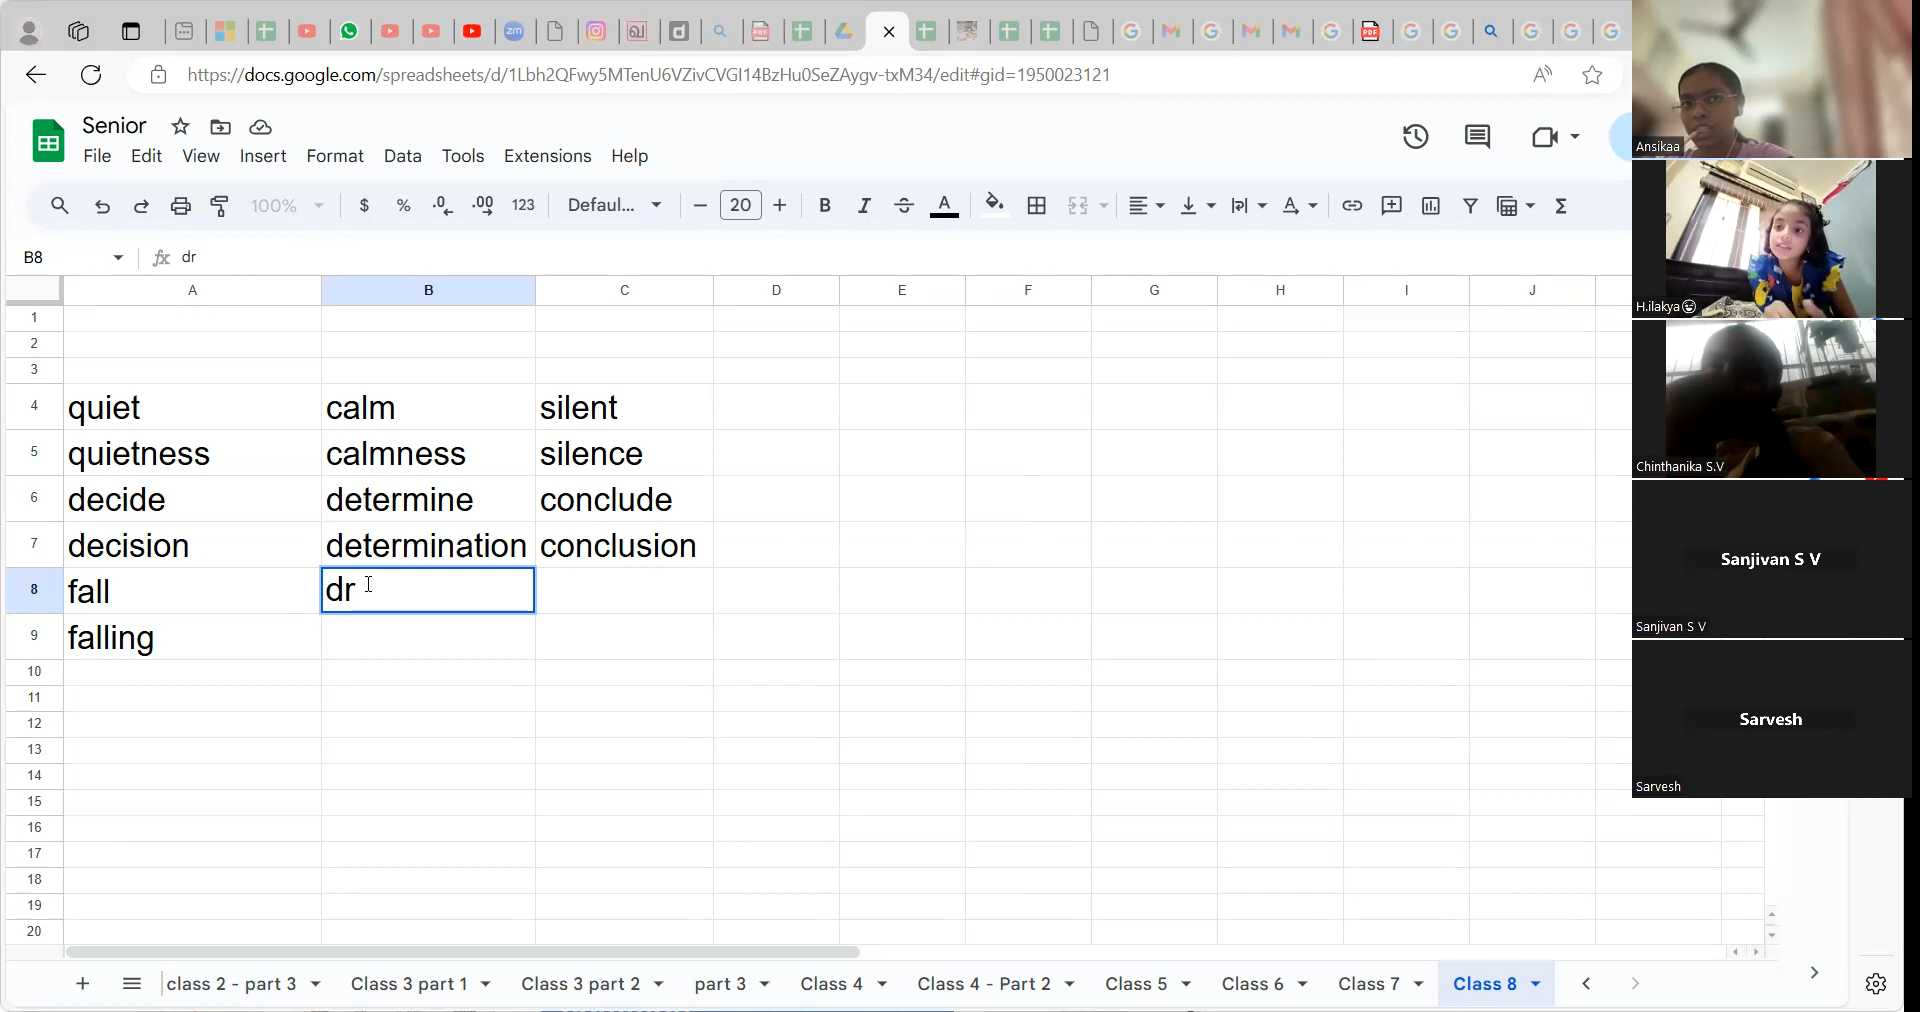 https://docs.google.com/spreadsheets/d/1Lbh2QFwy5MTenU6VZivCVGI14BzHu0SeZAygv-txM34/edit#gid=1950023121
Senior
File Edit View Insert Format Data Tools Extensions Help
100% $ % .0 .00 123 Defaul... 20 B I A Σ
B8 fx dr
A B C D E F G H I J
1
2
3
4 quiet calm silent
5 quietness calmness silence
6 decide determine conclude
7 decision determination conclusion
8 fall dr
9 falling
10
11
12
13
14
15
16
17
18
19
20
class 2 - part 3 Class 3 part 1 Class 3 part 2 part 3 Class 4 Class 4 - Part 2 Class 5 Class 6 Class 7 Class 8
Ansikaa
H.ilakya
Chinthanika S.V
Sanjivan S V
Sanjivan S V
Sarvesh
Sarvesh